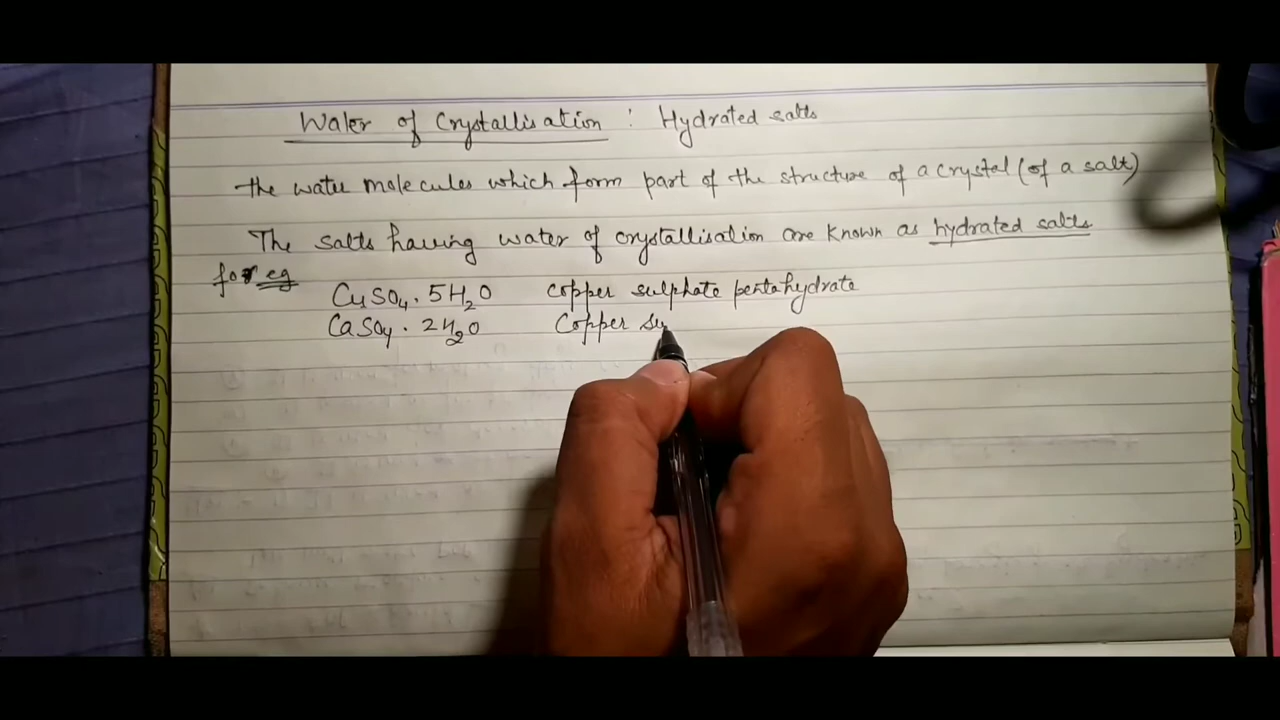 Water of Crystallisation : Hydrated salts
the water molecules which form part of the structure of a crystal (of a salt)
The salts having water of crystallisation are known as hydrated salts
for eg
CuSO4 . 5H2O copper sulphate pentahydrate
CaSO4 . 2H2O Copper su